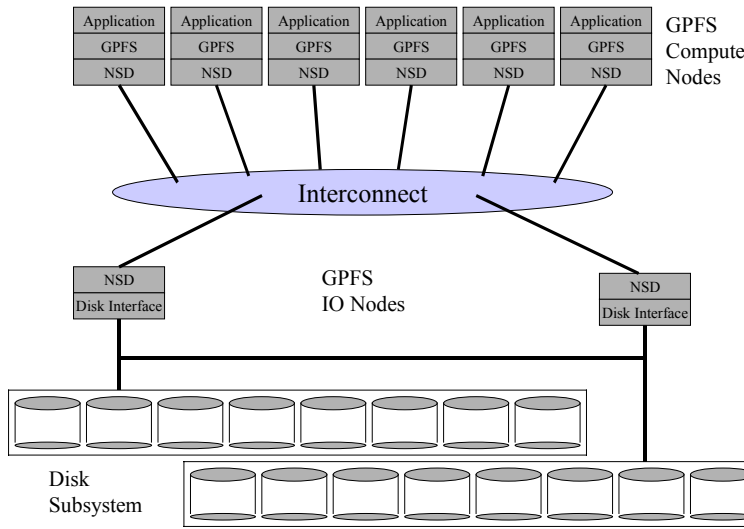 Application
GPFS
NSD
Application
GPFS
NSD
Application
GPFS
NSD
Application
GPFS
NSD
Application
GPFS
NSD
Application
GPFS
NSD
GPFS
Compute
Nodes
Interconnect
NSD
Disk Interface
GPFS
IO Nodes
NSD
Disk Interface
Disk
Subsystem